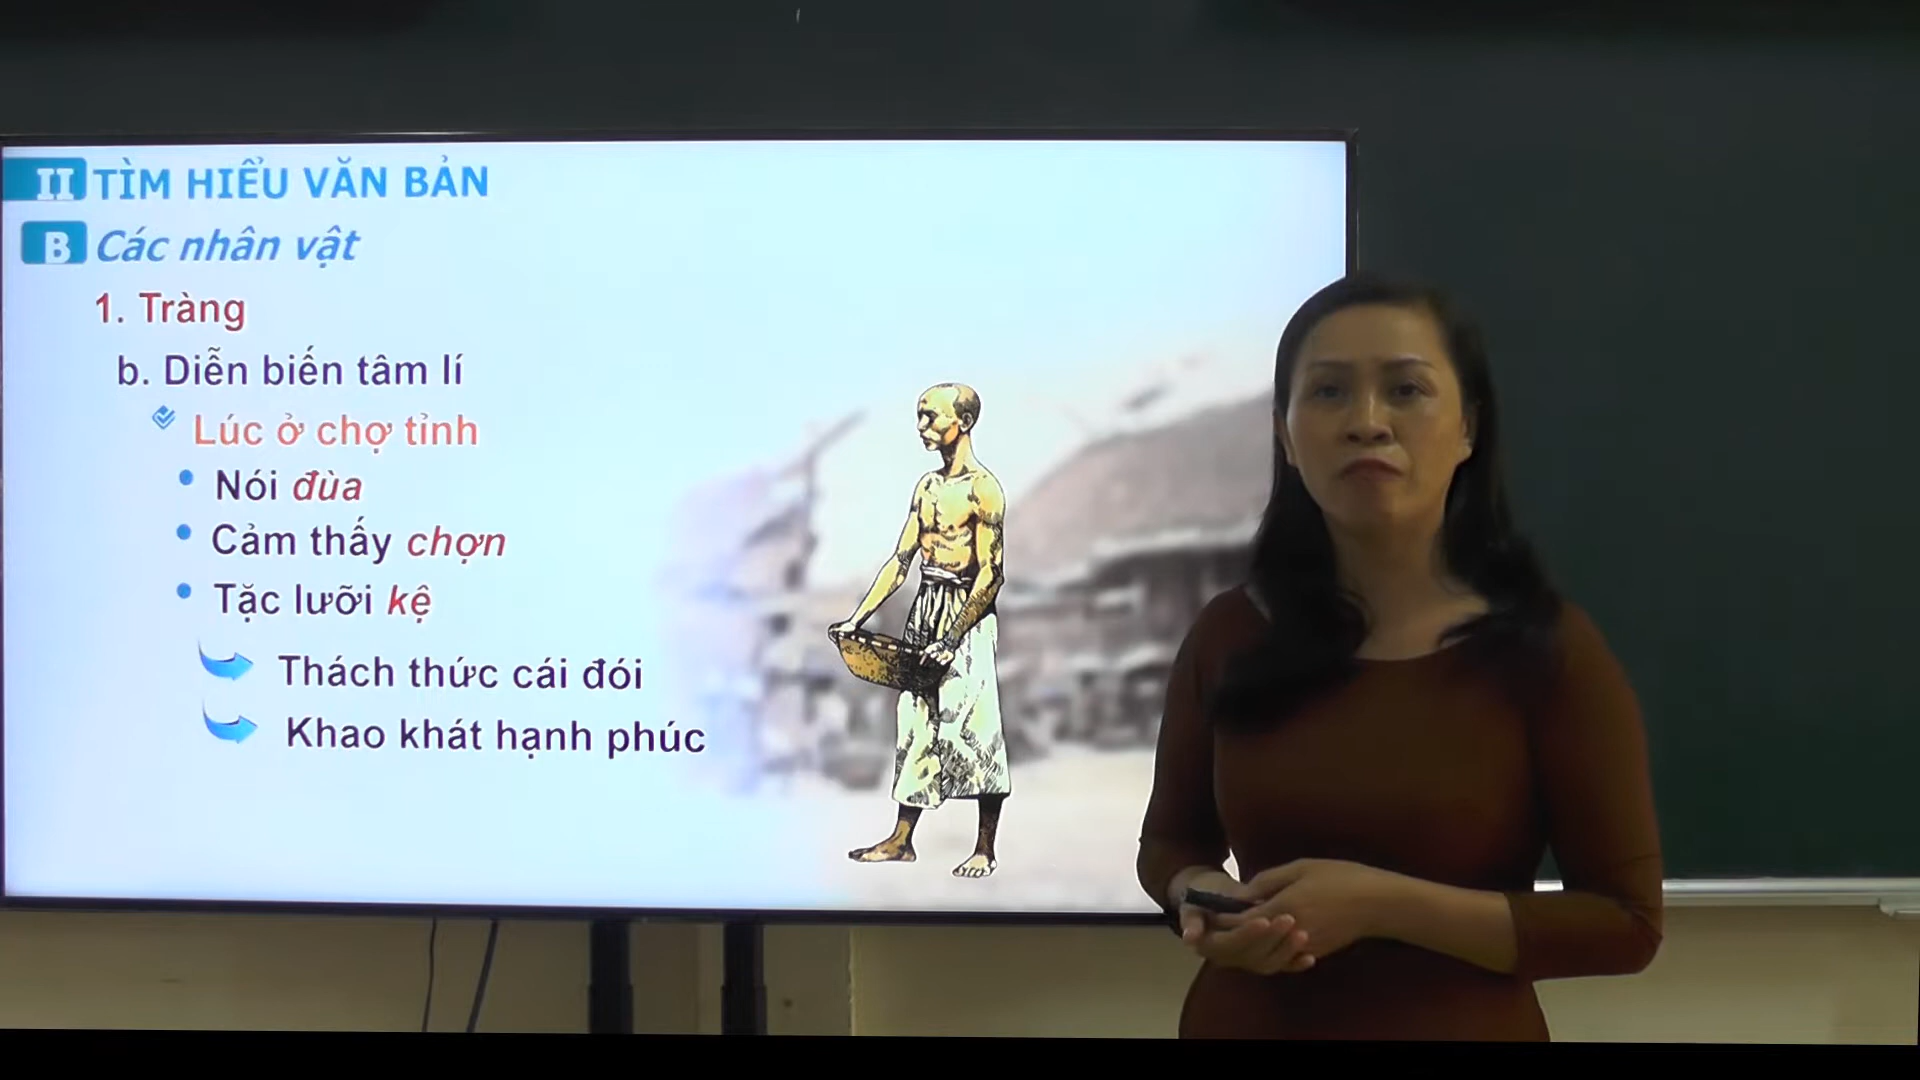 II TÌM HIỂU VĂN BẢN
B Các nhân vật
1. Tràng
b. Diễn biến tâm lí
Lúc ở chợ tỉnh
Nói đùa
Cảm thấy chợn
Tặc lưỡi kệ
Thách thức cái đói
Khao khát hạnh phúc